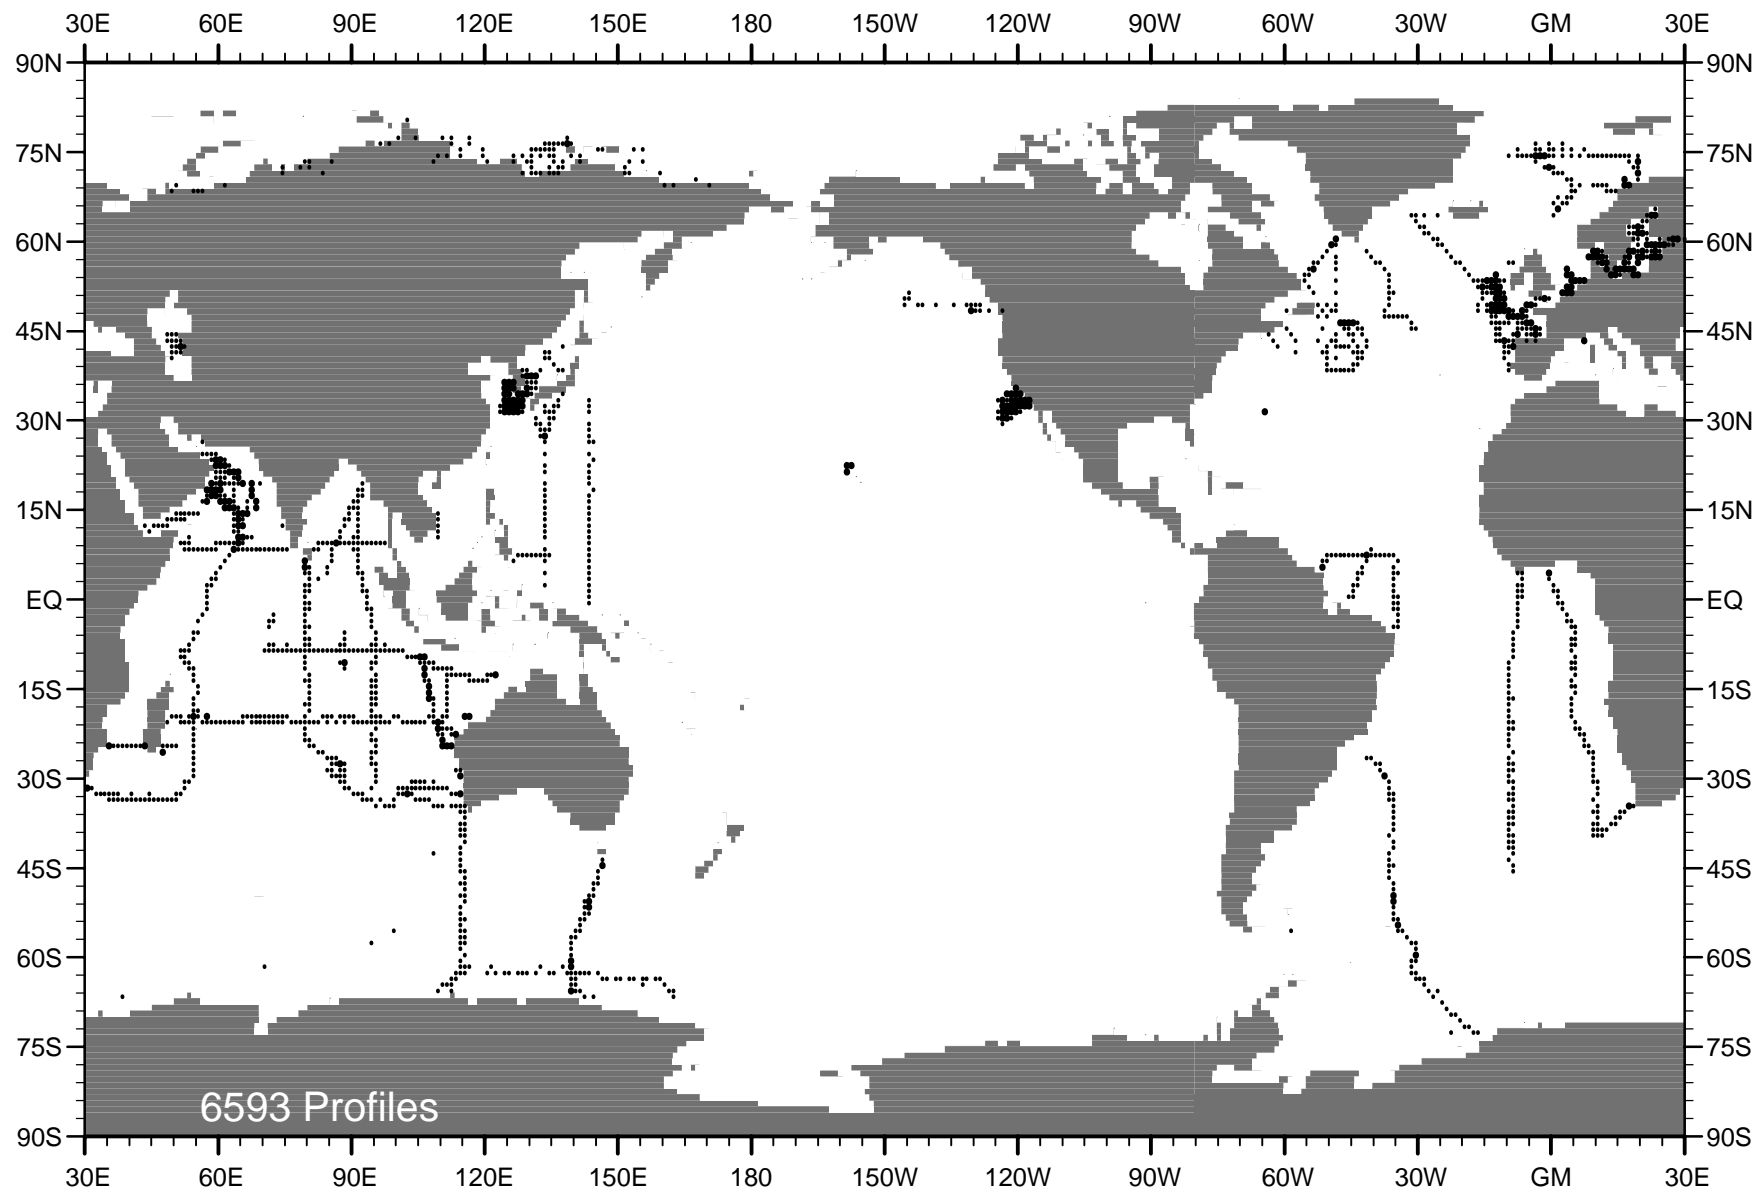 30E 60E 90E 120E 150E 180 150W 120W 90W 60W 30W GM 30E
90N 90N
75N 75N
60N 60N
45N 45N
30N 30N
15N 15N
EQ EQ
15S 15S
30S 30S
45S 45S
60S 60S
75S 75S
6593 Profiles
90S 90S
30E 60E 90E 120E 150E 180 150W 120W 90W 60W 30W GM 30E